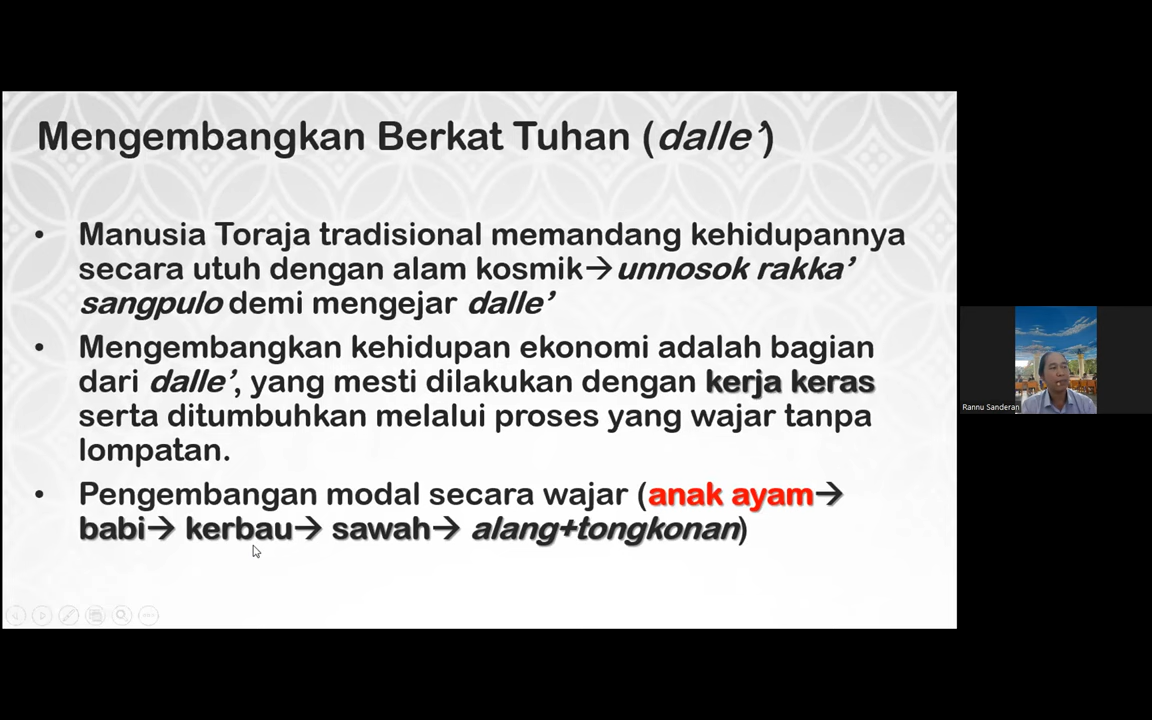 Mengembangkan Berkat Tuhan (dalle’)
• Manusia Toraja tradisional memandang kehidupannya
secara utuh dengan alam kosmik→unnosok rakka’
sangpulo demi mengejar dalle’
• Mengembangkan kehidupan ekonomi adalah bagian
dari dalle’, yang mesti dilakukan dengan kerja keras
serta ditumbuhkan melalui proses yang wajar tanpa
lompatan.
• Pengembangan modal secara wajar (anak ayam→
babi→ kerbau→ sawah→ alang+tongkonan)
Rannu Sanderan